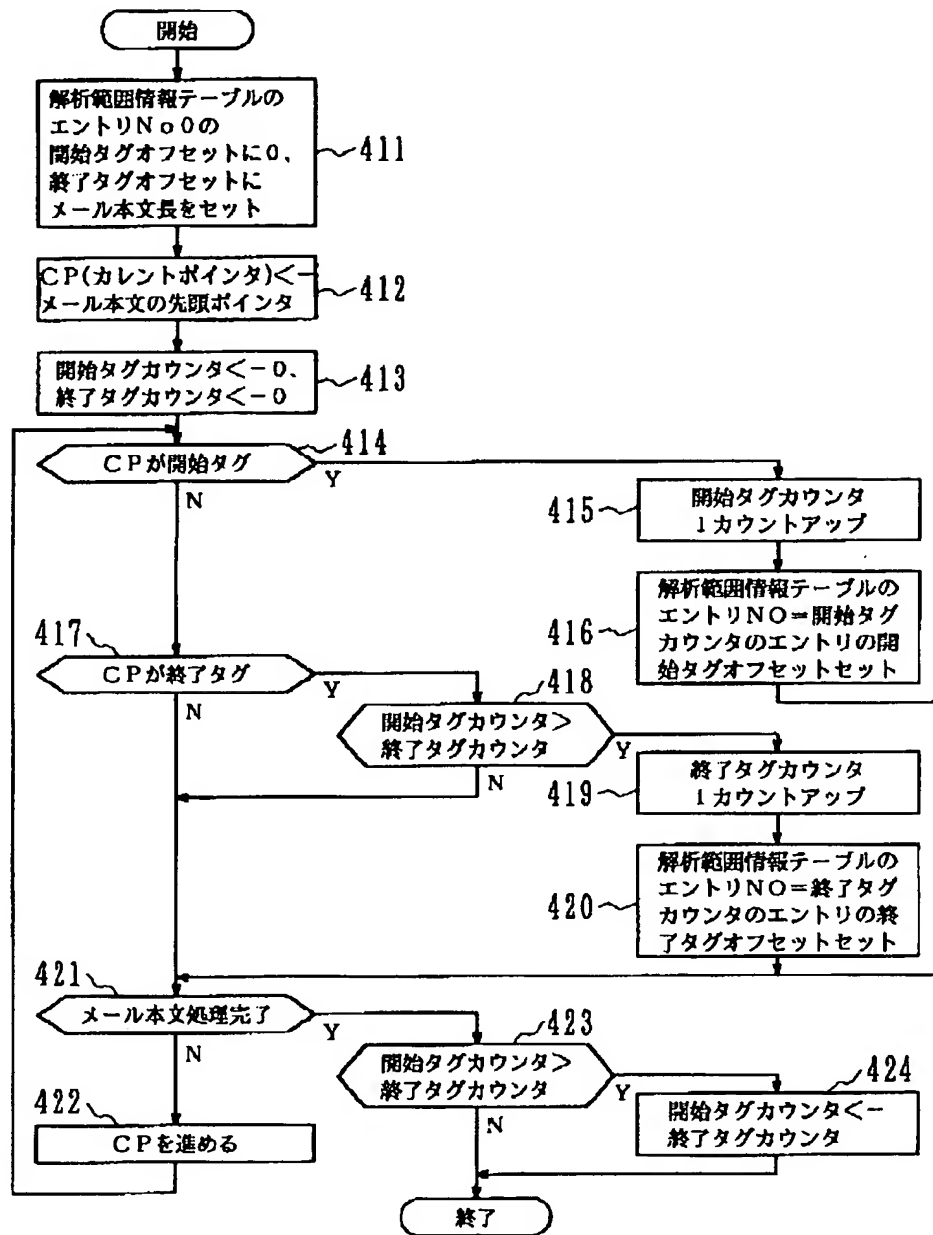 開始
解析範囲情報テーブルの
エントリNo0の
開始タグオフセットに0、
終了タグオフセットに
メール本文長をセット
411
CP(カレントポインタ)<-
メール本文の先頭ポインタ
412
開始タグカウンタ<-0、
終了タグカウンタ<-0
413
414
CPが開始タグ
Y
N
415
開始タグカウンタ
1カウントアップ
416
解析範囲情報テーブルの
エントリNO=開始タグ
カウンタのエントリの開
始タグオフセットセット
417
CPが終了タグ
Y
N
418
開始タグカウンタ>
終了タグカウンタ
Y
N
419
終了タグカウンタ
1カウントアップ
420
解析範囲情報テーブルの
エントリNO=終了タグ
カウンタのエントリの終
了タグオフセットセット
421
メール本文処理完了
Y
N
422
CPを進める
423
開始タグカウンタ>
終了タグカウンタ
Y
N
424
開始タグカウンタ<-
終了タグカウンタ
終了